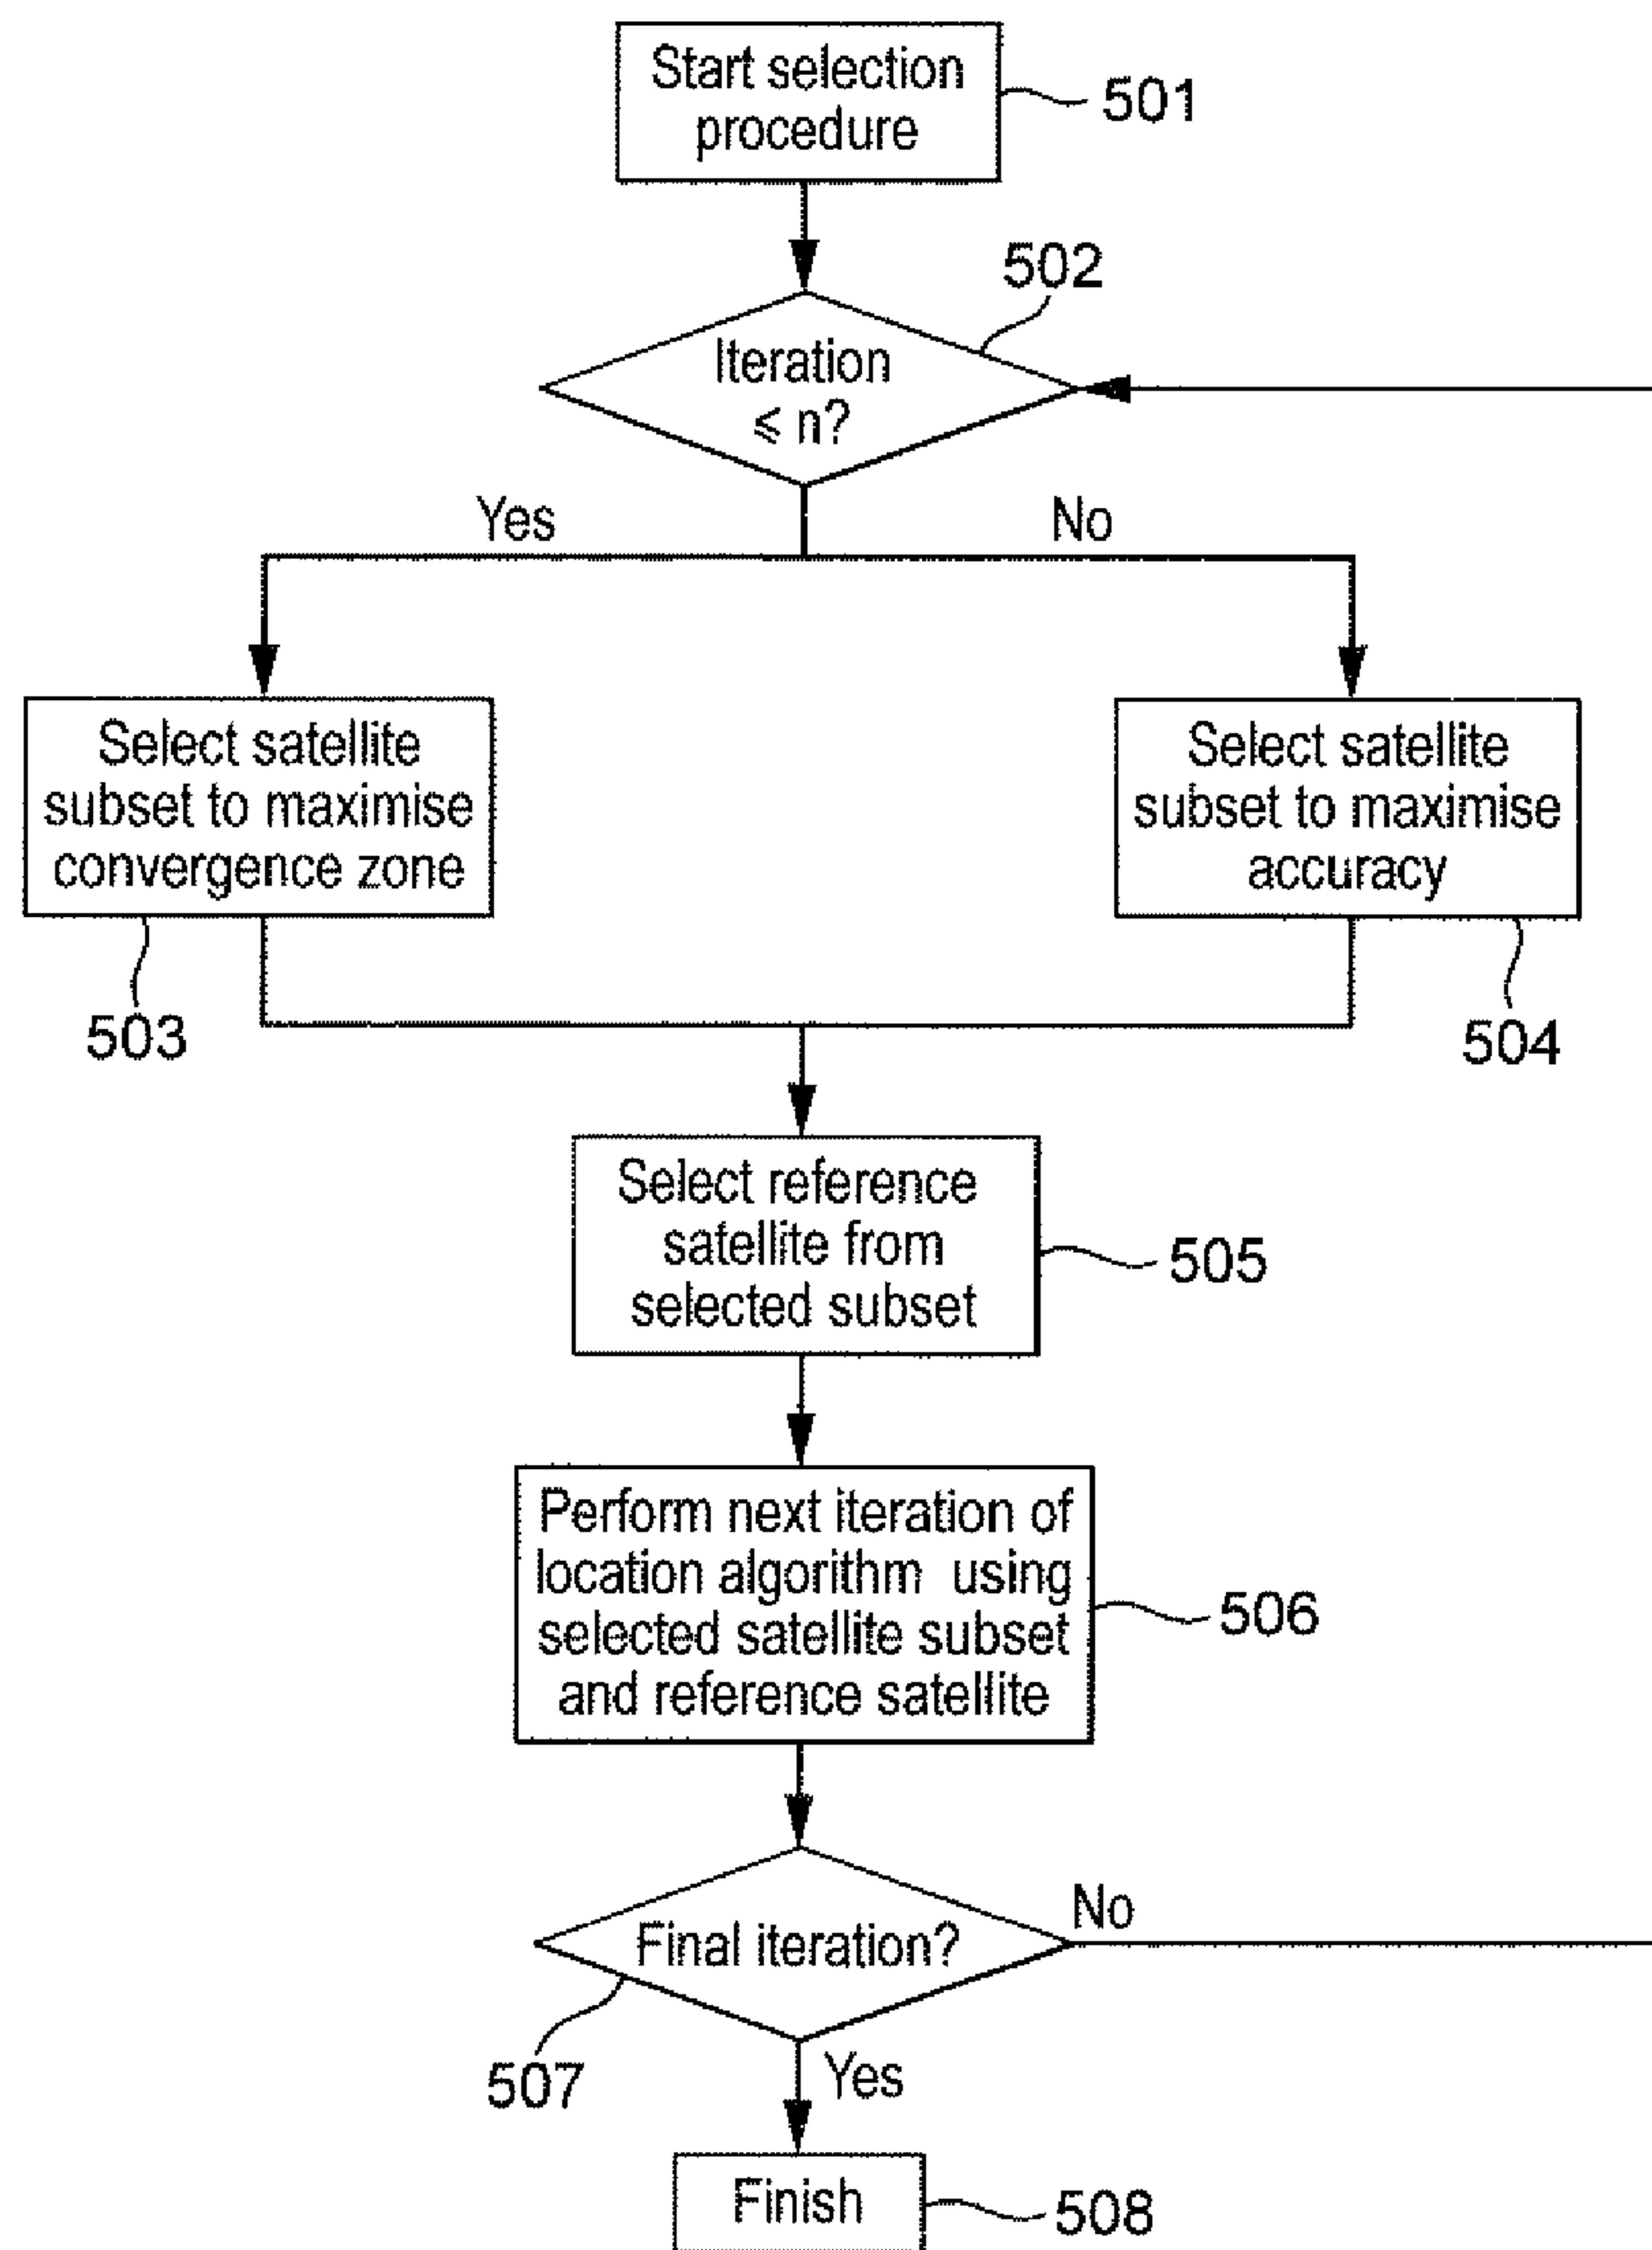 Start selection
procedure
501
502
Iteration
≤ n?
Yes
No
Select satellite
subset to maximise
convergence zone
Select satellite
subset to maximise
accuracy
503
504
Select reference
satellite from
selected subset
505
Perform next iteration of
location algorithm using
selected satellite subset
and reference satellite
506
No
Final iteration?
507
Yes
Finish
508